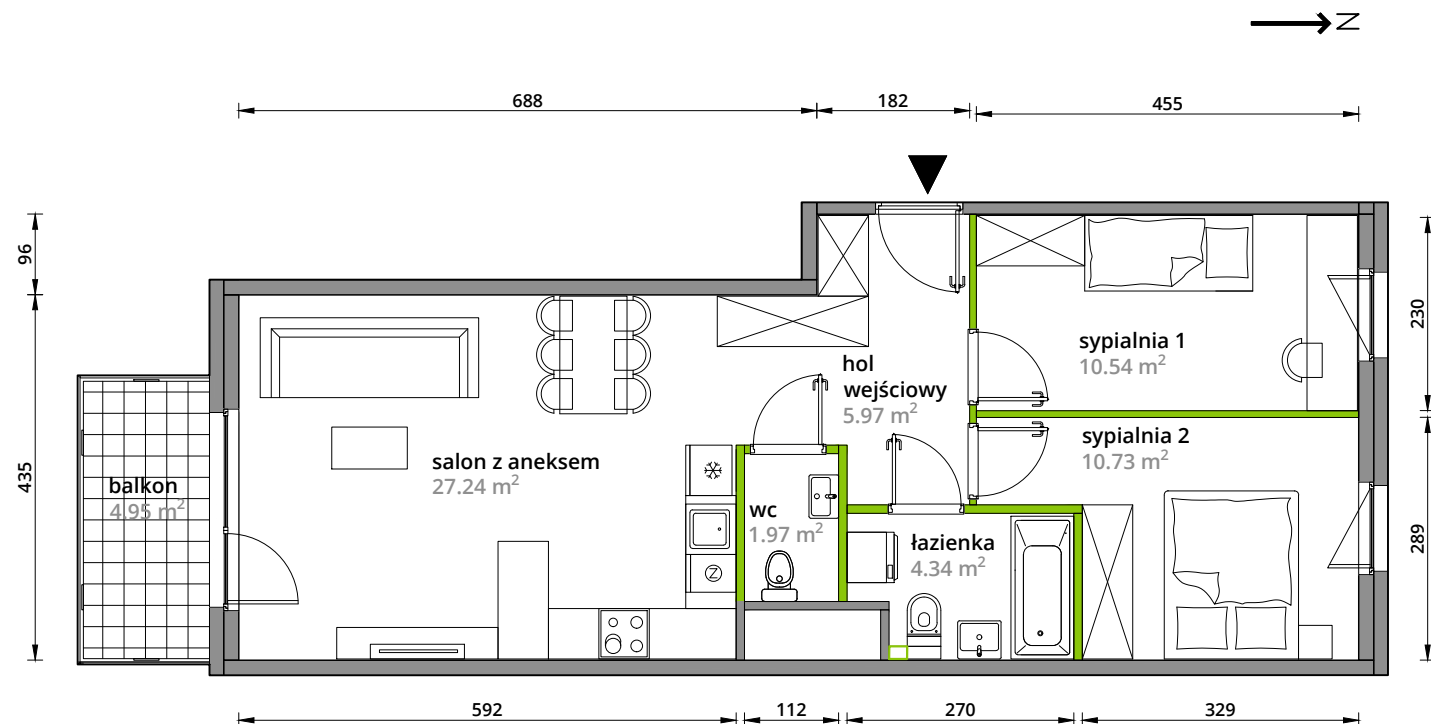 N
688
182
455
96
435
230
289
sypialnia 1
10.54 m²
hol
wejściowy
5.97 m²
sypialnia 2
10.73 m²
salon z aneksem
27.24 m²
balkon
4.95 m²
wc
1.97 m²
łazienka
4.34 m²
Z
592
112
270
329